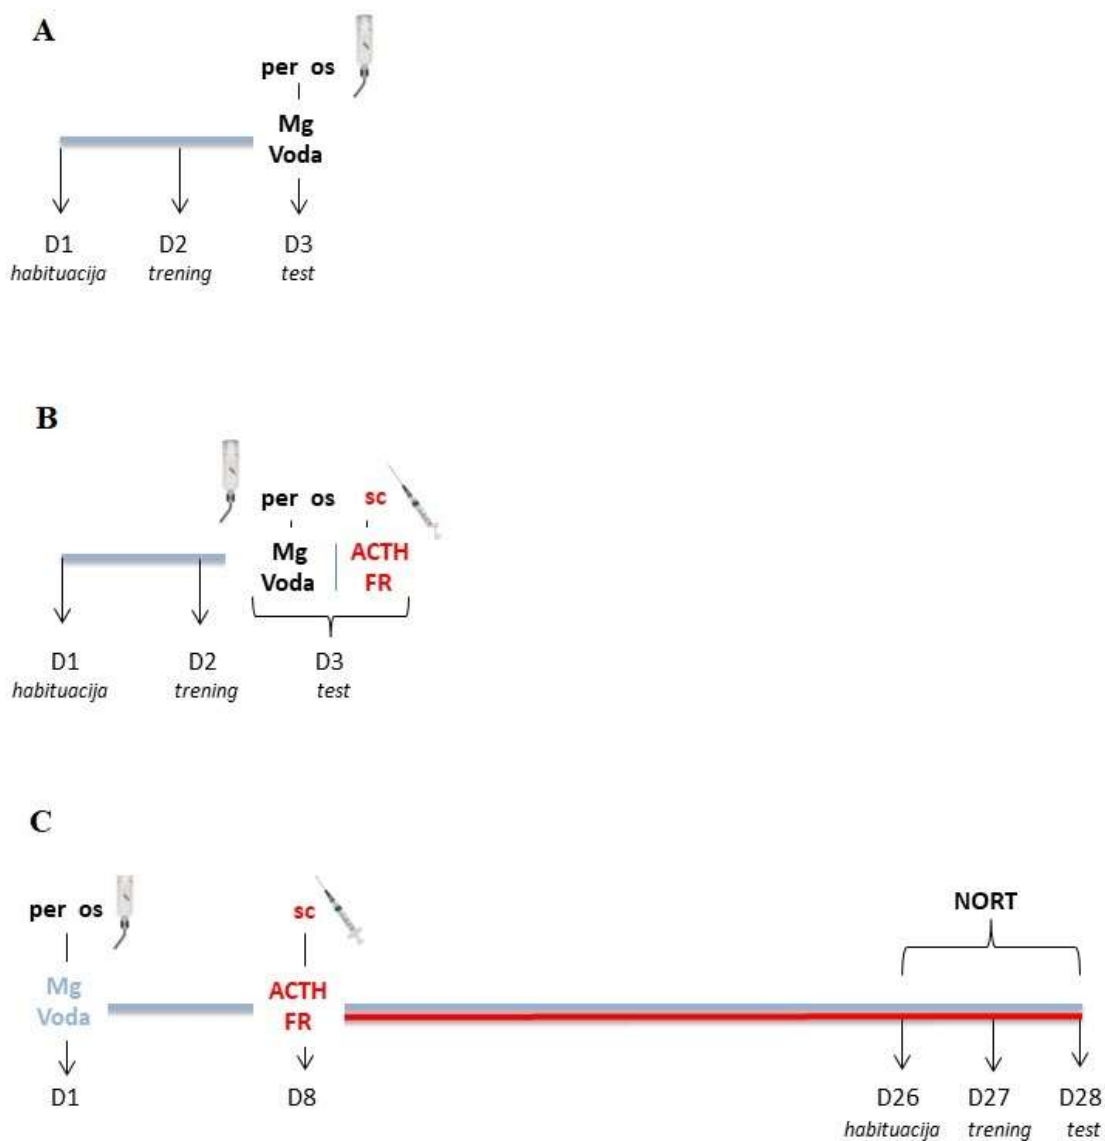 A
per os
Mg
Voda
D1 D2 D3
habituacija trening test
B
per os sc
Mg ACTH
Voda FR
D1 D2 D3
habituacija trening test
C
per os sc NORT
Mg ACTH
Voda FR
D1 D8 D26 D27 D28
habituacija trening test